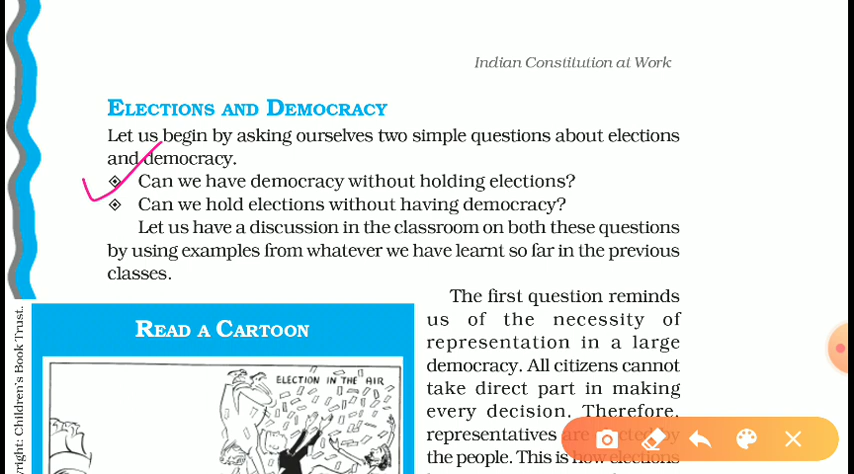 Indian Constitution at Work
ELECTIONS AND DEMOCRACY
Let us begin by asking ourselves two simple questions about elections
and democracy.
Can we have democracy without holding elections?
Can we hold elections without having democracy?
Let us have a discussion in the classroom on both these questions
by using examples from whatever we have learnt so far in the previous
classes.
The first question reminds
us of the necessity of
representation in a large
democracy. All citizens cannot
take direct part in making
every decision. Therefore,
representatives are elected by
the people. This is how elections
READ A CARTOON
ELECTION IN THE AIR
right: Children's Book Trust.